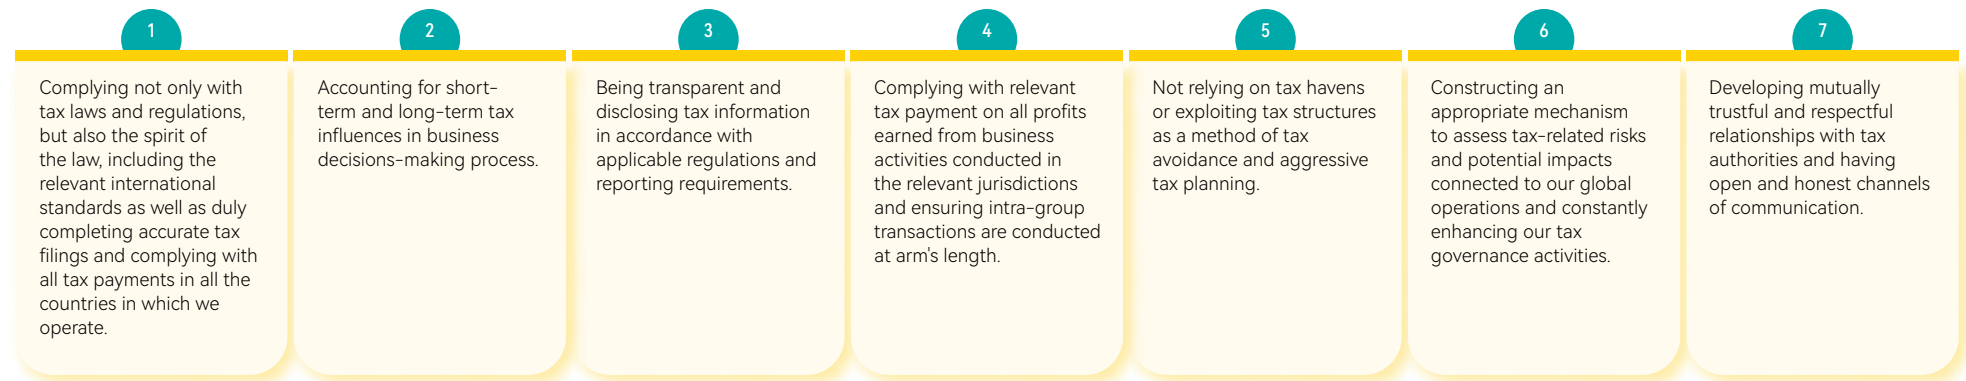 1
Complying not only with
tax laws and regulations,
but also the spirit of
the law, including the
relevant international
standards as well as duly
completing accurate tax
filings and complying with
all tax payments in all the
countries in which we
operate.
2
Accounting for short-
term and long-term tax
influences in business
decisions-making process.
3
Being transparent and
disclosing tax information
in accordance with
applicable regulations and
reporting requirements.
4
Complying with relevant
tax payment on all profits
earned from business
activities conducted in
the relevant jurisdictions
and ensuring intra-group
transactions are conducted
at arm's length.
5
Not relying on tax havens
or exploiting tax structures
as a method of tax
avoidance and aggressive
tax planning.
6
Constructing an
appropriate mechanism
to assess tax-related risks
and potential impacts
connected to our global
operations and constantly
enhancing our tax
governance activities.
7
Developing mutually
trustful and respectful
relationships with tax
authorities and having
open and honest channels
of communication.